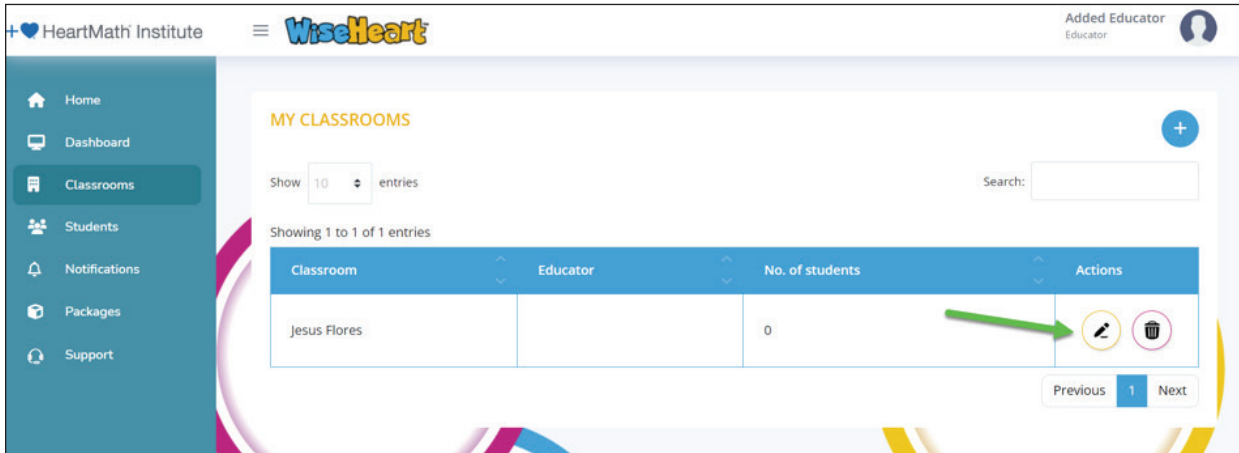 HeartMath Institute
WiseHeart
Added Educator
Educator
Home
Dashboard
Classrooms
Students
Notifications
Packages
Support
MY CLASSROOMS
+
Show 10 entries
Search:
Showing 1 to 1 of 1 entries
Classroom Educator No. of students Actions
Jesus Flores 0
Previous 1 Next